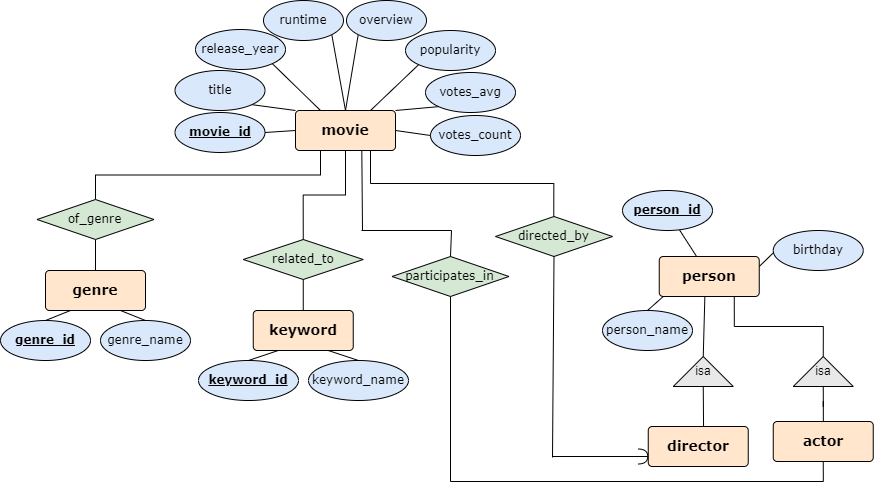 runtime
overview
release_year
popularity
title
votes_avg
movie_id
movie
votes_count
of_genre
person_id
directed_by
birthday
related_to
participates_in
person
genre
person_name
genre_id
genre_name
keyword
isa
isa
keyword_id
keyword_name
director
actor